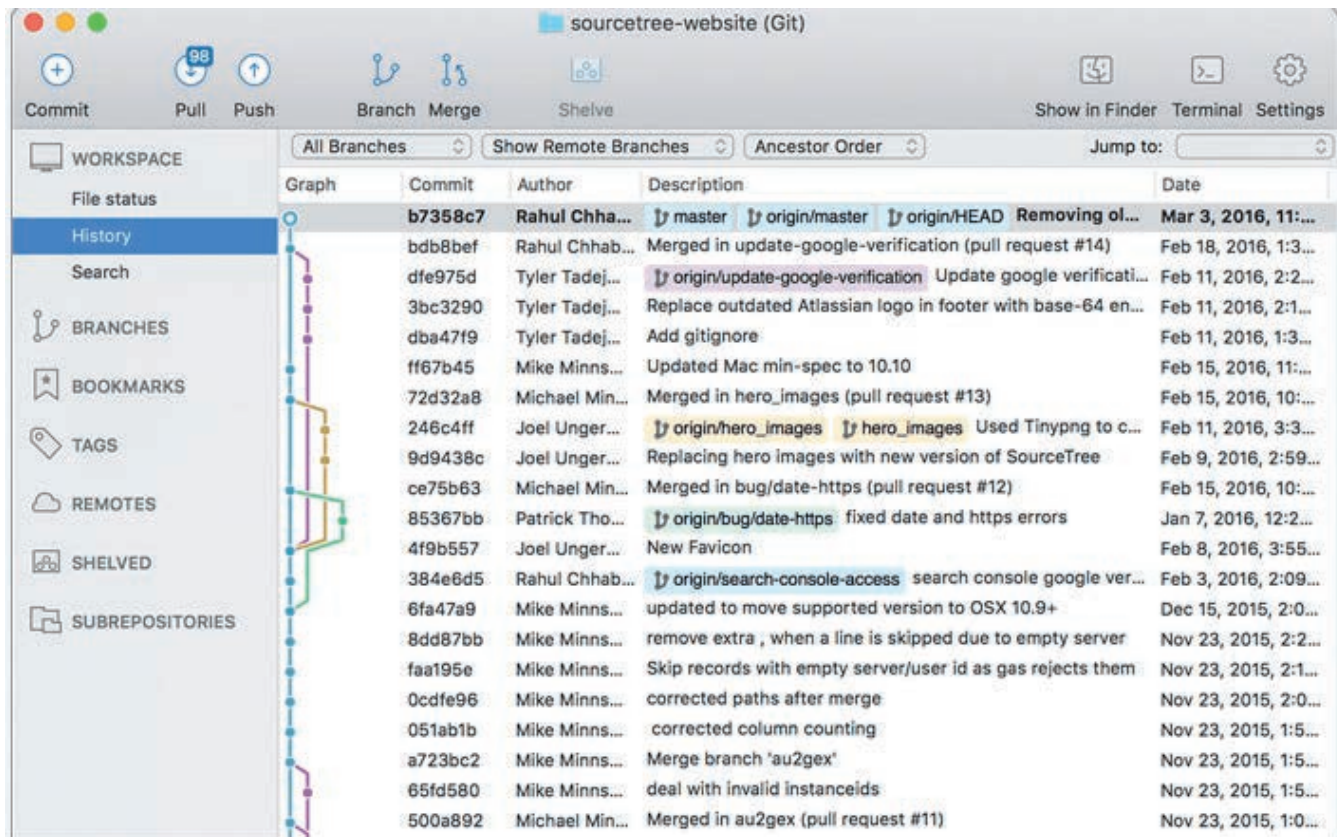 sourcetree-website (Git)
98
Commit Pull Push Branch Merge Shelve Show in Finder Terminal Settings
WORKSPACE
File status
History
Search
BRANCHES
BOOKMARKS
TAGS
REMOTES
SHELVED
SUBREPOSITORIES
All Branches Show Remote Branches Ancestor Order Jump to:
Graph Commit Author Description Date
b7358c7 Rahul Chha... master origin/master origin/HEAD Removing ol... Mar 3, 2016, 11:...
bdb8bef Rahul Chhab... Merged in update-google-verification (pull request #14) Feb 18, 2016, 1:3...
dfe975d Tyler Tadej... origin/update-google-verification Update google verificati... Feb 11, 2016, 2:2...
3bc3290 Tyler Tadej... Replace outdated Atlassian logo in footer with base-64 en... Feb 11, 2016, 2:1...
dba47f9 Tyler Tadej... Add gitignore Feb 11, 2016, 1:3...
ff67b45 Mike Minns... Updated Mac min-spec to 10.10 Feb 15, 2016, 11:...
72d32a8 Michael Min... Merged in hero_images (pull request #13) Feb 15, 2016, 10:...
246c4ff Joel Unger... origin/hero_images hero_images Used Tinypng to c... Feb 11, 2016, 3:3...
9d9438c Joel Unger... Replacing hero images with new version of SourceTree Feb 9, 2016, 2:59...
ce75b63 Michael Min... Merged in bug/date-https (pull request #12) Feb 15, 2016, 10:...
85367bb Patrick Tho... origin/bug/date-https fixed date and https errors Jan 7, 2016, 12:2...
4f9b557 Joel Unger... New Favicon Feb 8, 2016, 3:55...
384e6d5 Rahul Chhab... origin/search-console-access search console google ver... Feb 3, 2016, 2:09...
6fa47a9 Mike Minns... updated to move supported version to OSX 10.9+ Dec 15, 2015, 2:0...
8dd87bb Mike Minns... remove extra , when a line is skipped due to empty server Nov 23, 2015, 2:2...
faa195e Mike Minns... Skip records with empty server/user id as gas rejects them Nov 23, 2015, 2:1...
0cdfe96 Mike Minns... corrected paths after merge Nov 23, 2015, 2:0...
051ab1b Mike Minns... corrected column counting Nov 23, 2015, 1:5...
a723bc2 Mike Minns... Merge branch 'au2gex' Nov 23, 2015, 1:5...
65fd580 Mike Minns... deal with invalid instanceids Nov 23, 2015, 1:5...
500a892 Michael Min... Merged in au2gex (pull request #11) Nov 23, 2015, 1:0...